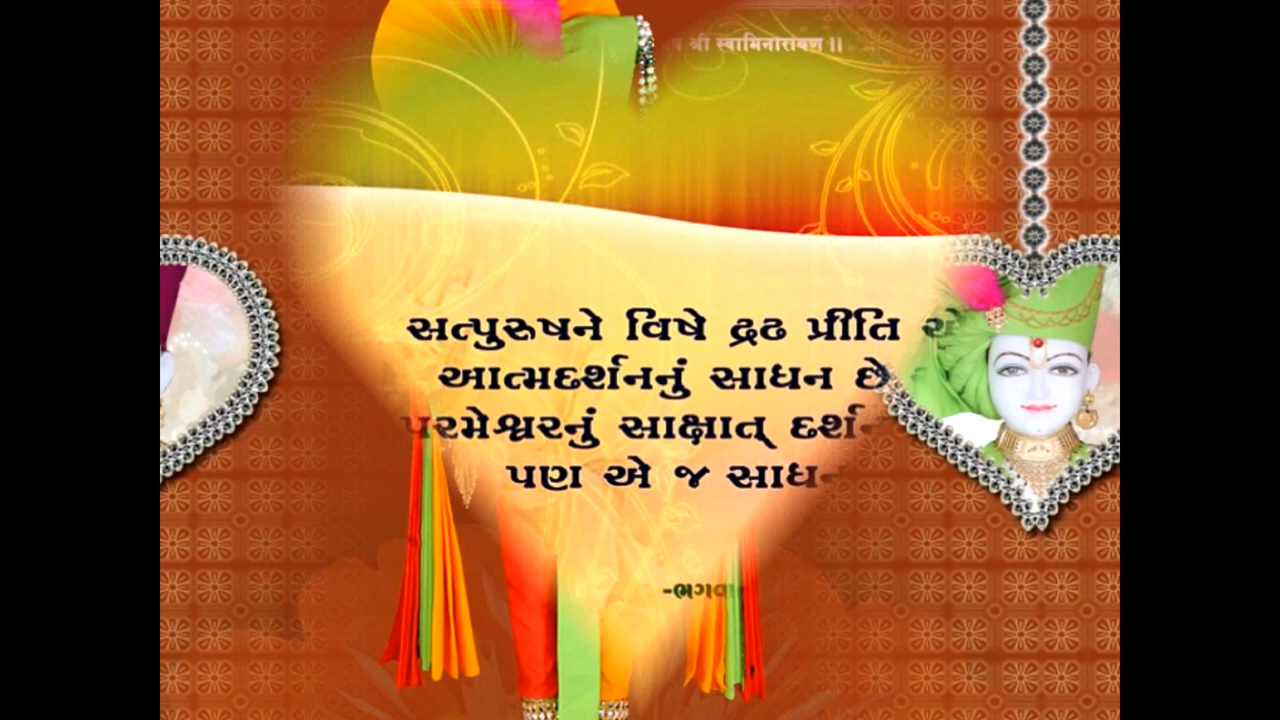 श्री स्वामिनारायण ॥
સત્પુરુષને વિષે દ્રઢ પ્રીતિ
આત્મદર્શનનું સાધન છે
પરમેશ્વરનું સાક્ષાત્
પણ એ જ